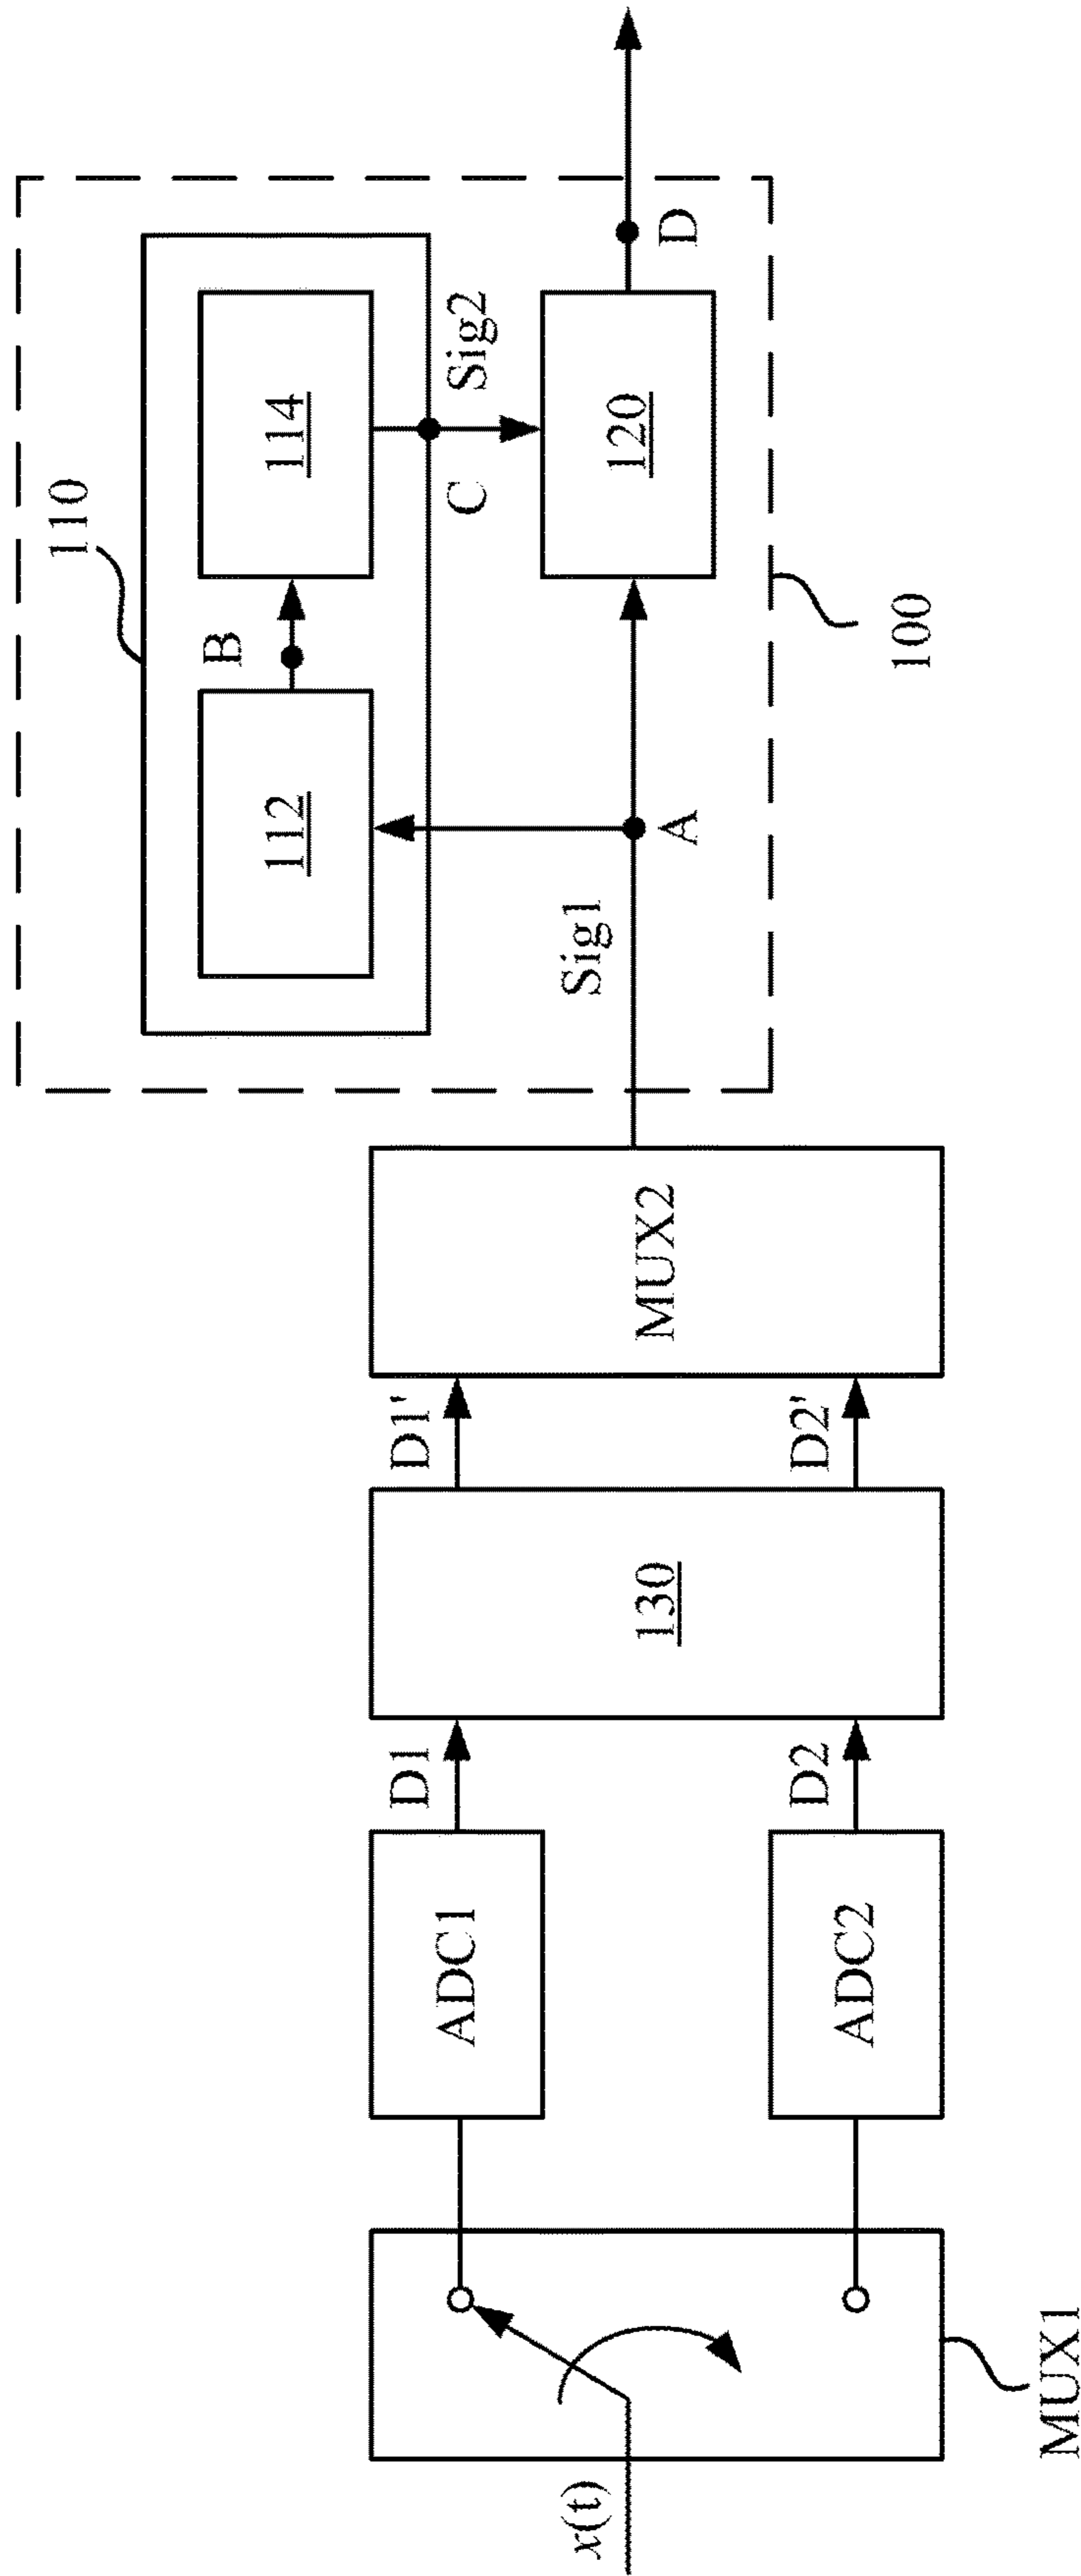 110
112
B
114
Sig1
A
C
Sig2
120
D
100
x(t)
MUX1
ADC1
ADC2
D1
D2
130
D1'
D2'
MUX2